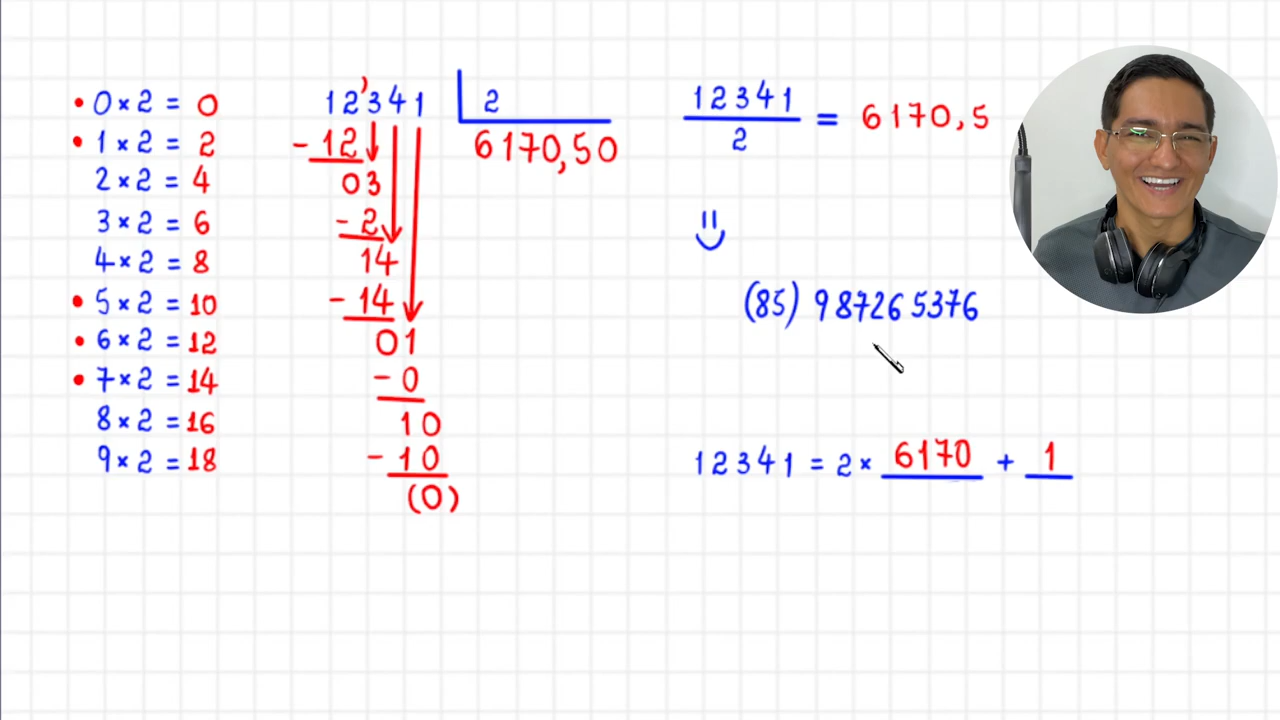 0 × 2 = 0
1 × 2 = 2
2 × 2 = 4
3 × 2 = 6
4 × 2 = 8
5 × 2 = 10
6 × 2 = 12
7 × 2 = 14
8 × 2 = 16
9 × 2 = 18
12'341 2
- 12 6170,50
03
- 2
14
- 14
01
- 0
10
- 10
(0)
12341
2
= 6170,5
(85) 98726 5376
12341 = 2 × 6170 + 1